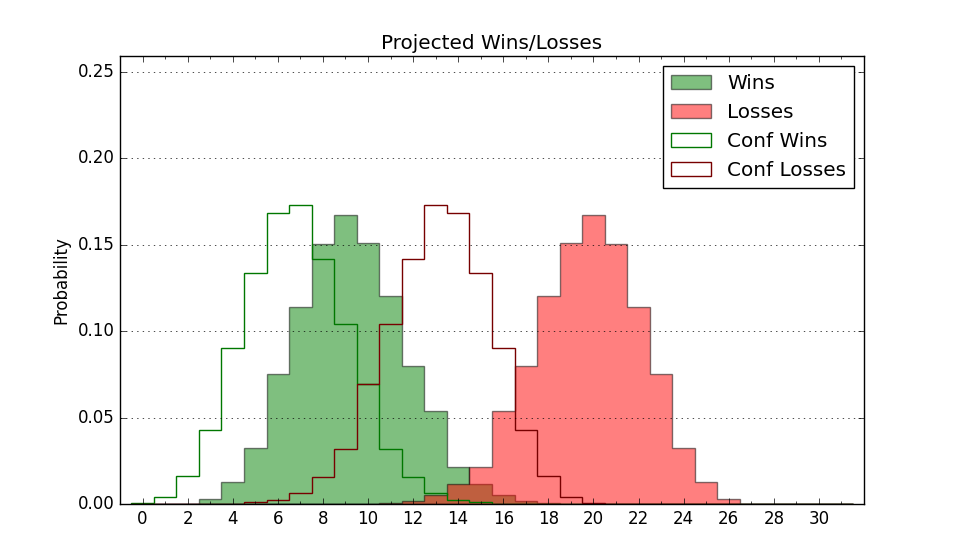 Projected Wins/Losses
0.25
0.20
0.15
0.10
0.05
0.00
Probability
Wins
Losses
Conf Wins
Conf Losses
0 2 4 6 8 10 12 14 16 18 20 22 24 26 28 30